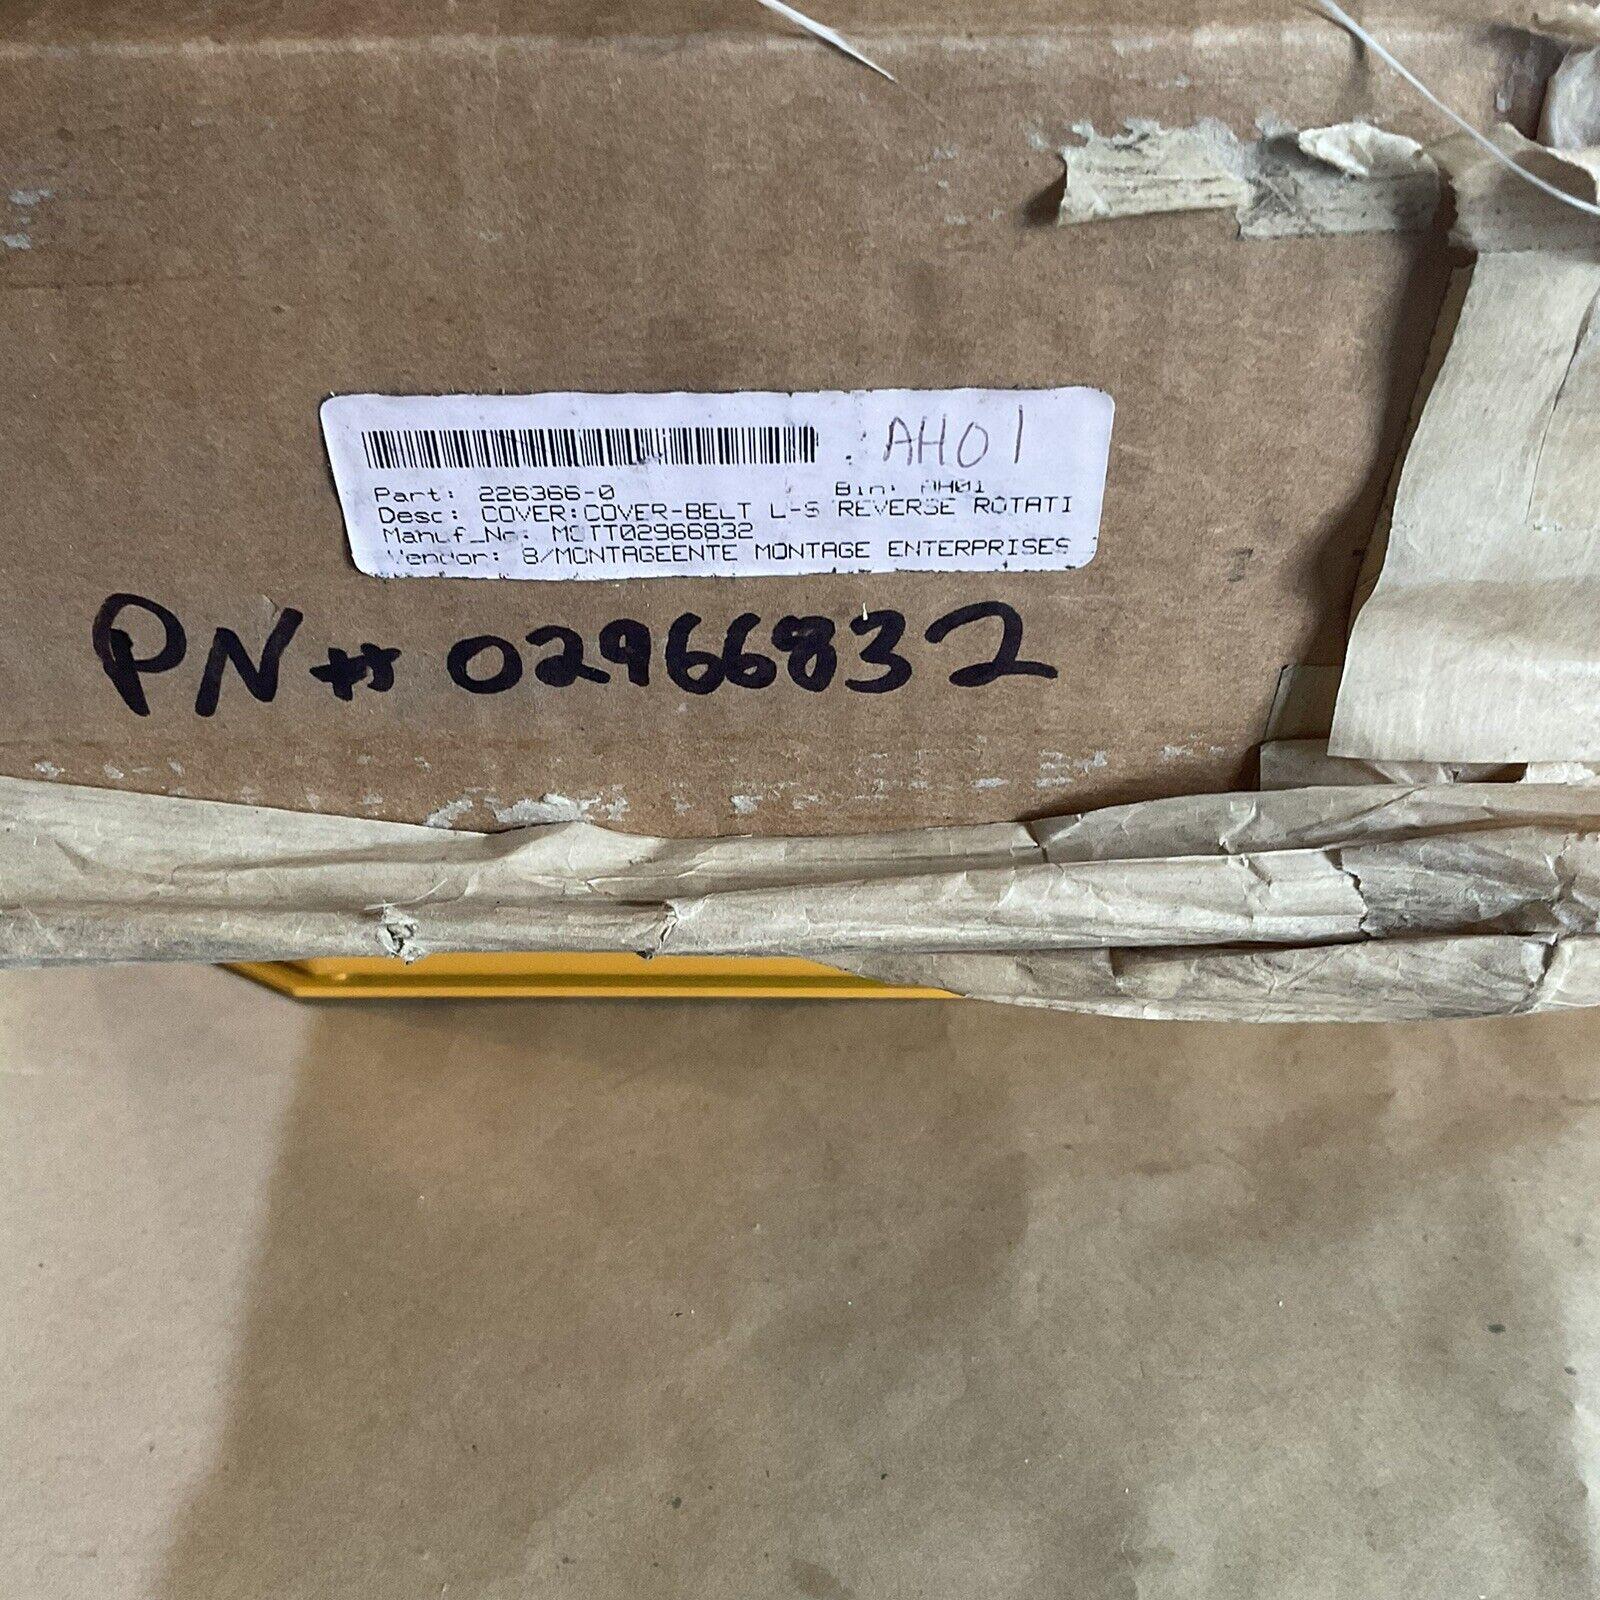 AH01
Part: 226366-0 Bin: AH01
Desc: COVER:COVER-BELT L-S REVERSE ROTATI
Manuf_No: MOTT02966832
Vendor: 8/MONTAGEENTE MONTAGE ENTERPRISES
PN# 02966832